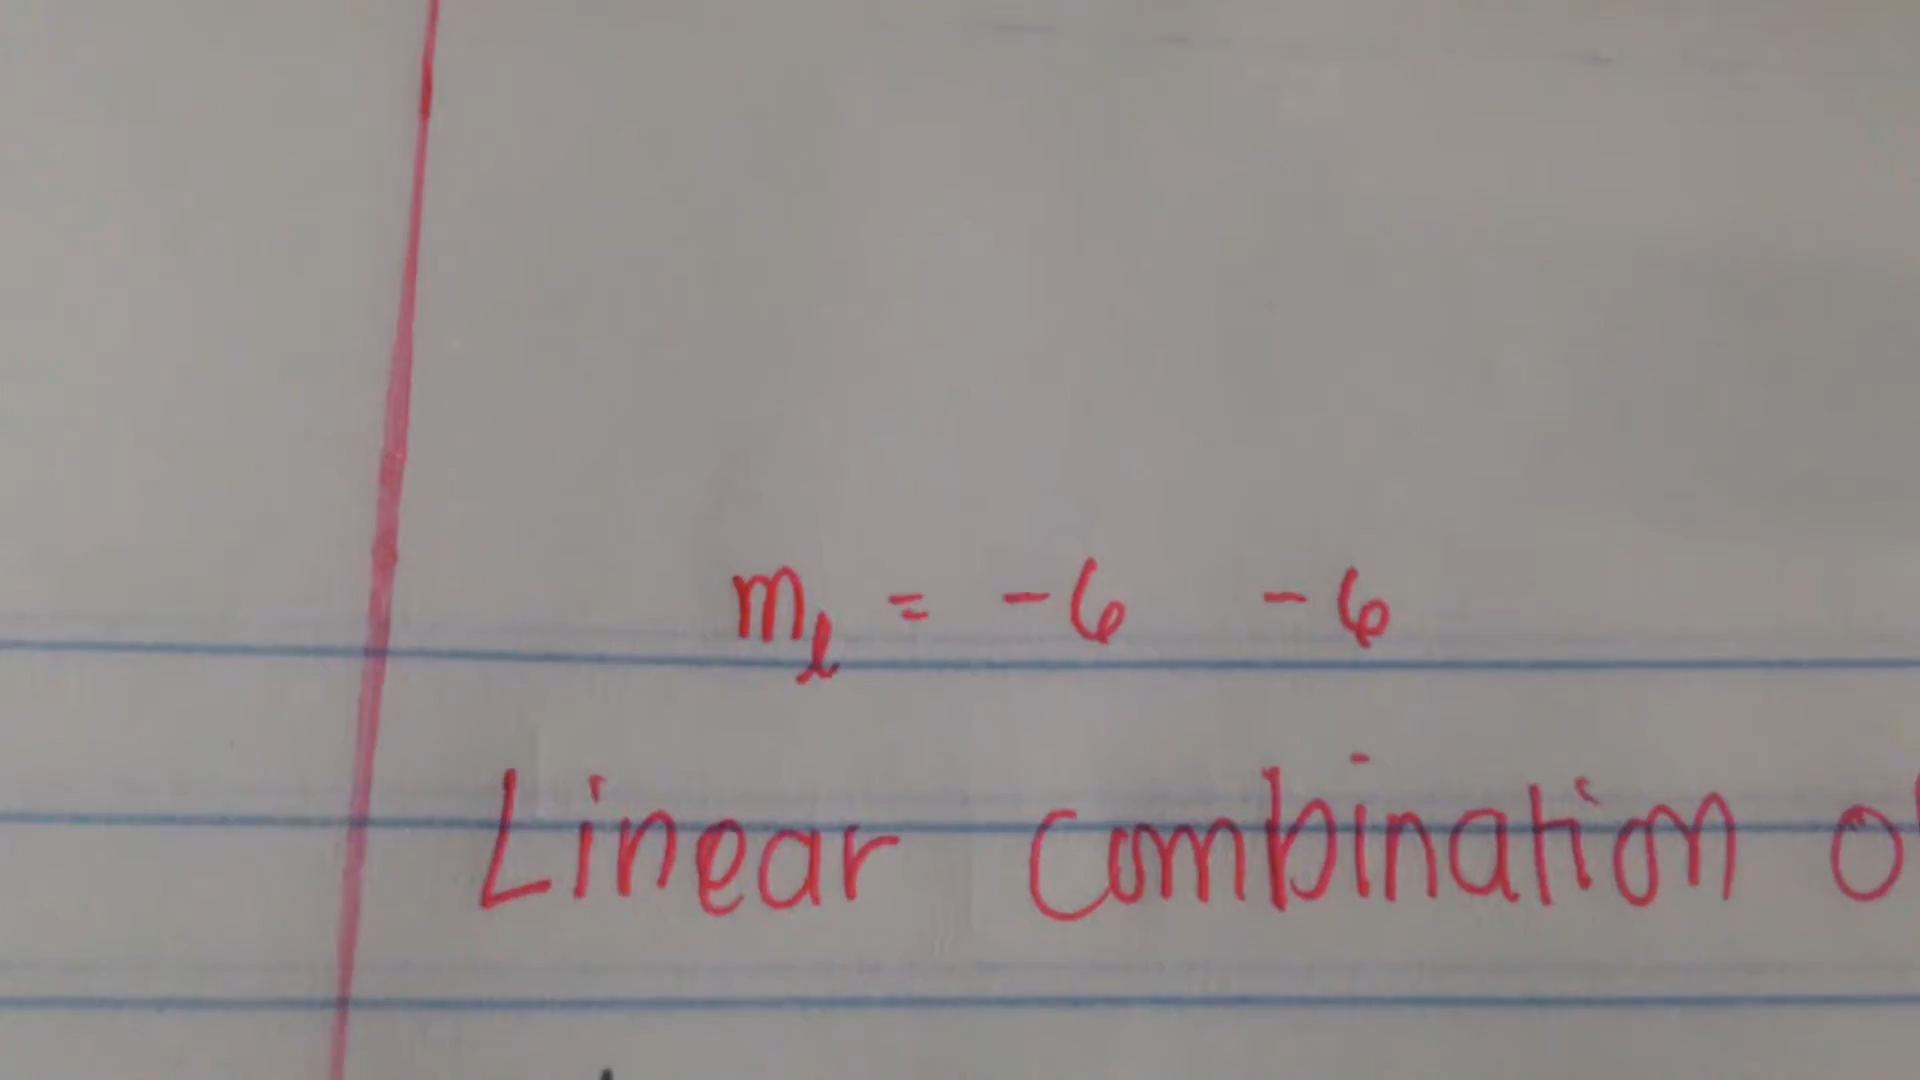 mₗ = -6 -6
Linear combination